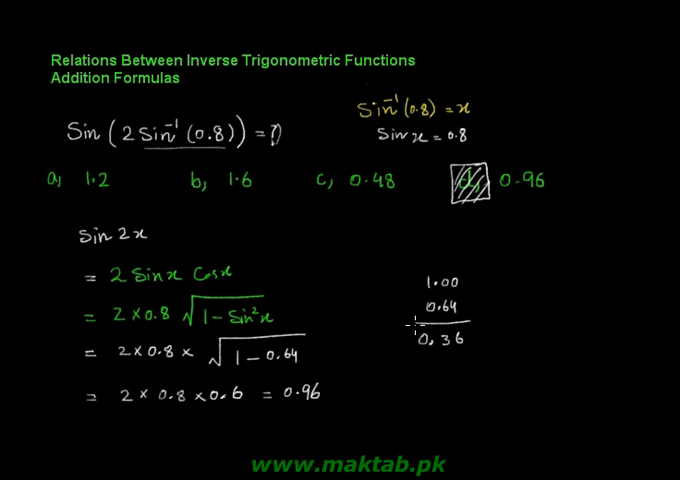 Relations Between Inverse Trigonometric Functions
Addition Formulas
Sin⁻¹(0.8) = x
Sin x = 0.8
Sin(2 Sin⁻¹(0.8)) = ?
a, 1.2 b, 1.6 c, 0.48 d, 0.96
Sin 2x
= 2 Sinx Cosx
= 2 × 0.8 √(1 - Sin²x)
= 2 × 0.8 × √(1 - 0.64)
= 2 × 0.8 × 0.6 = 0.96
1.00
0.64
0.36
www.maktab.pk